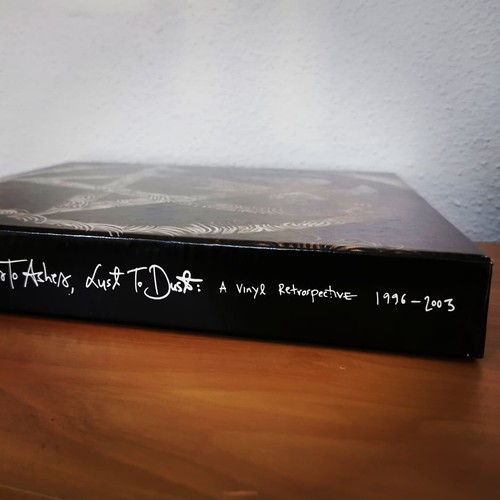 To Ashes, Lust To Dust: A Vinyl Retrospective 1996-2003